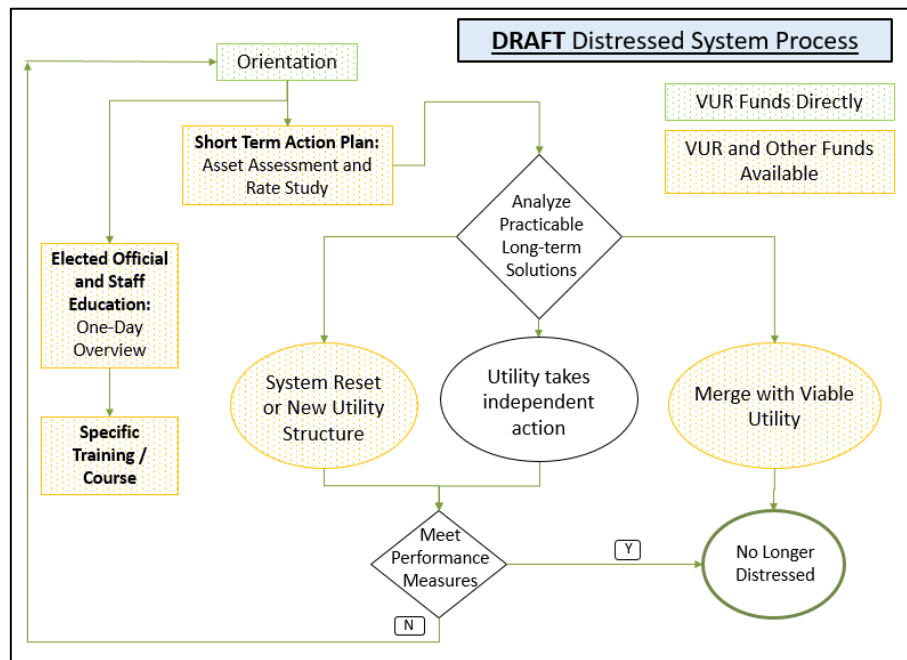 DRAFT Distressed System Process
Orientation
VUR Funds Directly
VUR and Other Funds
Available
Short Term Action Plan:
Asset Assessment and
Rate Study
Analyze
Practicable
Long-term
Solutions
Elected Official
and Staff
Education:
One-Day
Overview
Specific
Training /
Course
System Reset
or New Utility
Structure
Utility takes
independent
action
Merge with Viable
Utility
Meet
Performance
Measures
Y
No Longer
Distressed
N